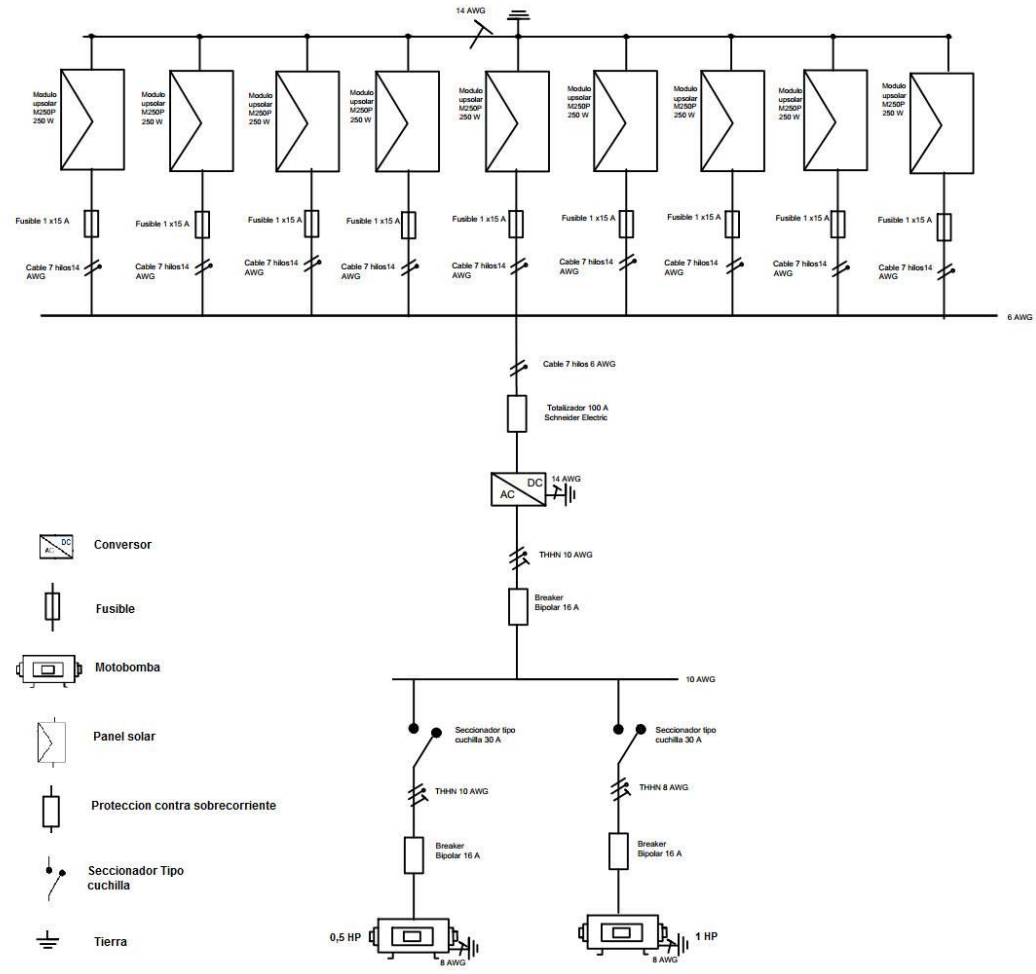 14 AWG
Modulo
upsolar
M250P
250 W
Modulo
upsolar
M250P
250 W
Modulo
upsolar
M250P
250 W
Modulo
upsolar
M250P
250 W
Modulo
upsolar
M250P
250 W
Modulo
upsolar
M250P
250 W
Modulo
upsolar
M250P
250 W
Modulo
upsolar
M250P
250 W
Modulo
upsolar
M250P
250 W
Fusible 1 x15 A
Fusible 1 x15 A
Fusible 1 x15 A
Fusible 1 x15 A
Fusible 1 x15 A
Fusible 1 x15 A
Fusible 1 x15 A
Fusible 1 x15 A
Fusible 1 x15 A
Cable 7 hilos14
AWG
Cable 7 hilos14
AWG
Cable 7 hilos14
AWG
Cable 7 hilos14
AWG
Cable 7 hilos14
AWG
Cable 7 hilos14
AWG
Cable 7 hilos14
AWG
Cable 7 hilos14
AWG
Cable 7 hilos14
AWG
6 AWG
Cable 7 hilos 6 AWG
Totalizador 100 A
Schneider Electric
DC
AC
14 AWG
THHN 10 AWG
Breaker
Bipolar 16 A
10 AWG
Seccionador tipo
cuchilla 30 A
Seccionador tipo
cuchilla 30 A
THHN 10 AWG
THHN 8 AWG
Breaker
Bipolar 16 A
Breaker
Bipolar 16 A
0,5 HP
8 AWG
1 HP
8 AWG
DC
AC
Conversor
Fusible
Motobomba
Panel solar
Proteccion contra sobrecorriente
Seccionador Tipo
cuchilla
Tierra